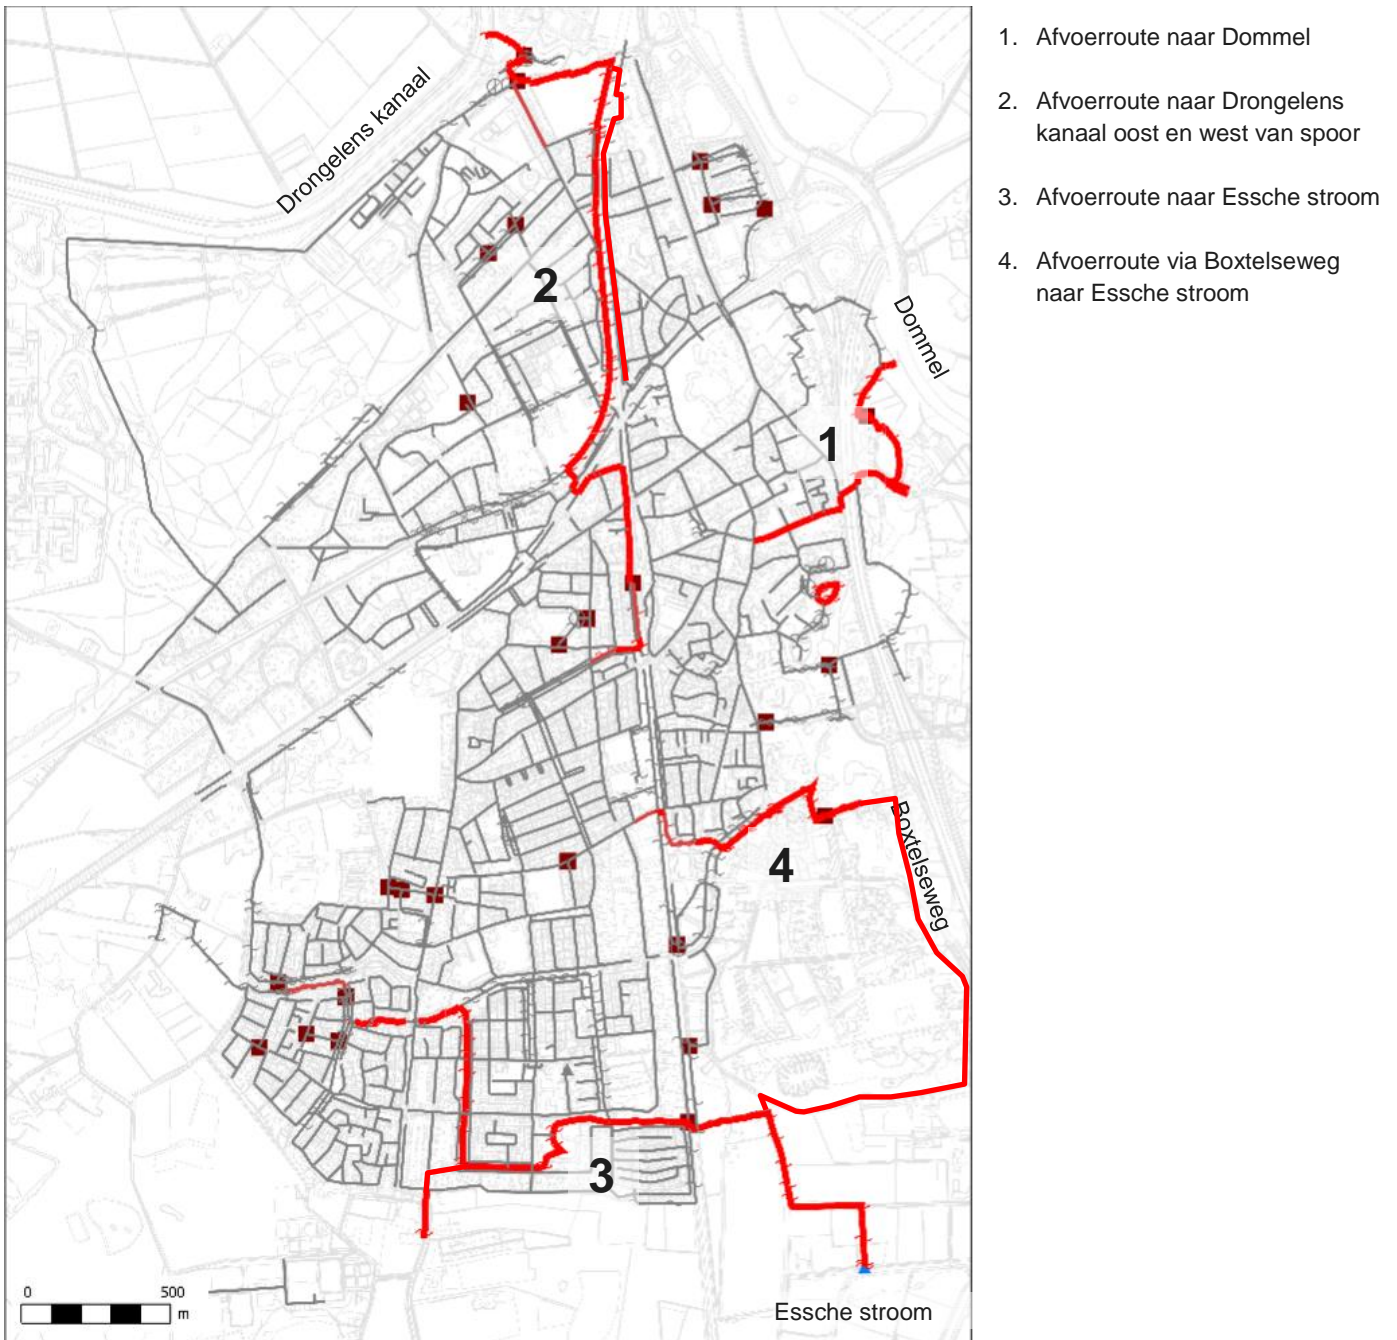 1. Afvoerroute naar Dommel
2. Afvoerroute naar Drongelens
kanaal oost en west van spoor
3. Afvoerroute naar Essche stroom
4. Afvoerroute via Boxtelseweg
naar Essche stroom
Drongelens kanaal
2
Dommel
1
Boxtelseweg
4
3
0 500
m
Essche stroom